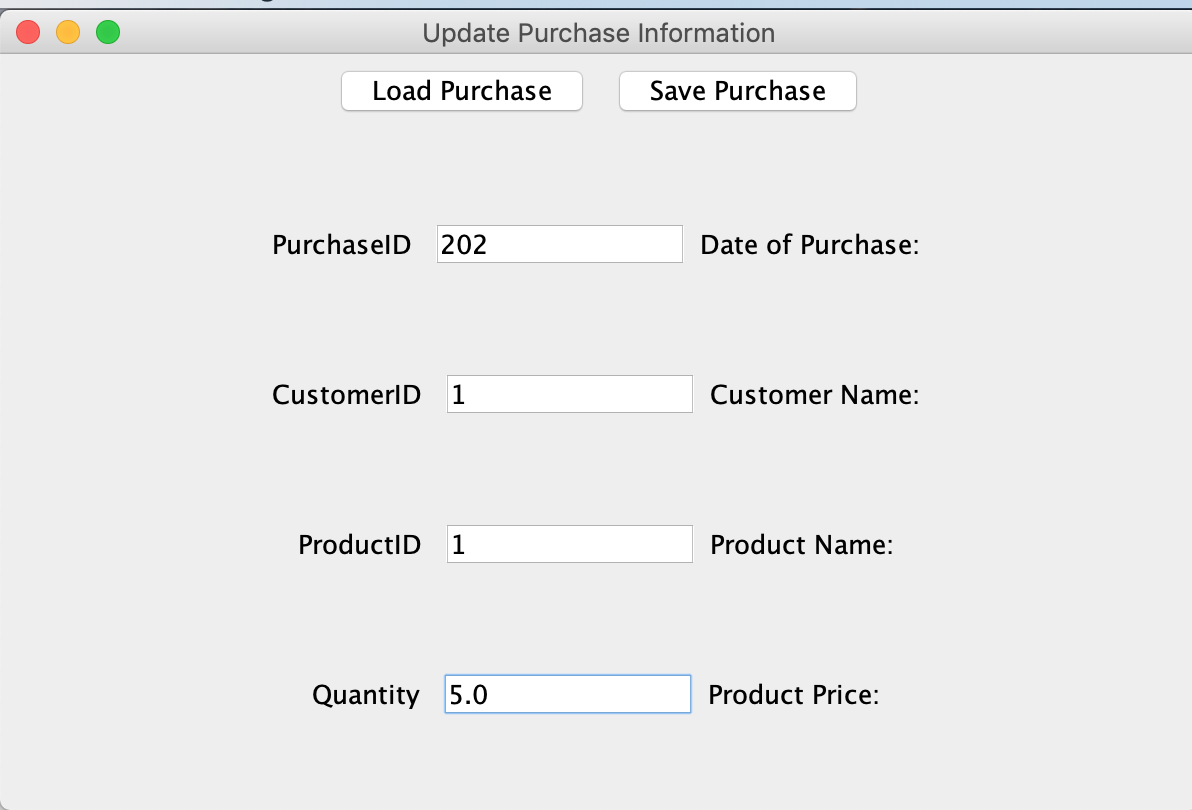 Update Purchase Information
Load Purchase Save Purchase
PurchaseID 202 Date of Purchase:
CustomerID 1 Customer Name:
ProductID 1 Product Name:
Quantity 5.0 Product Price: